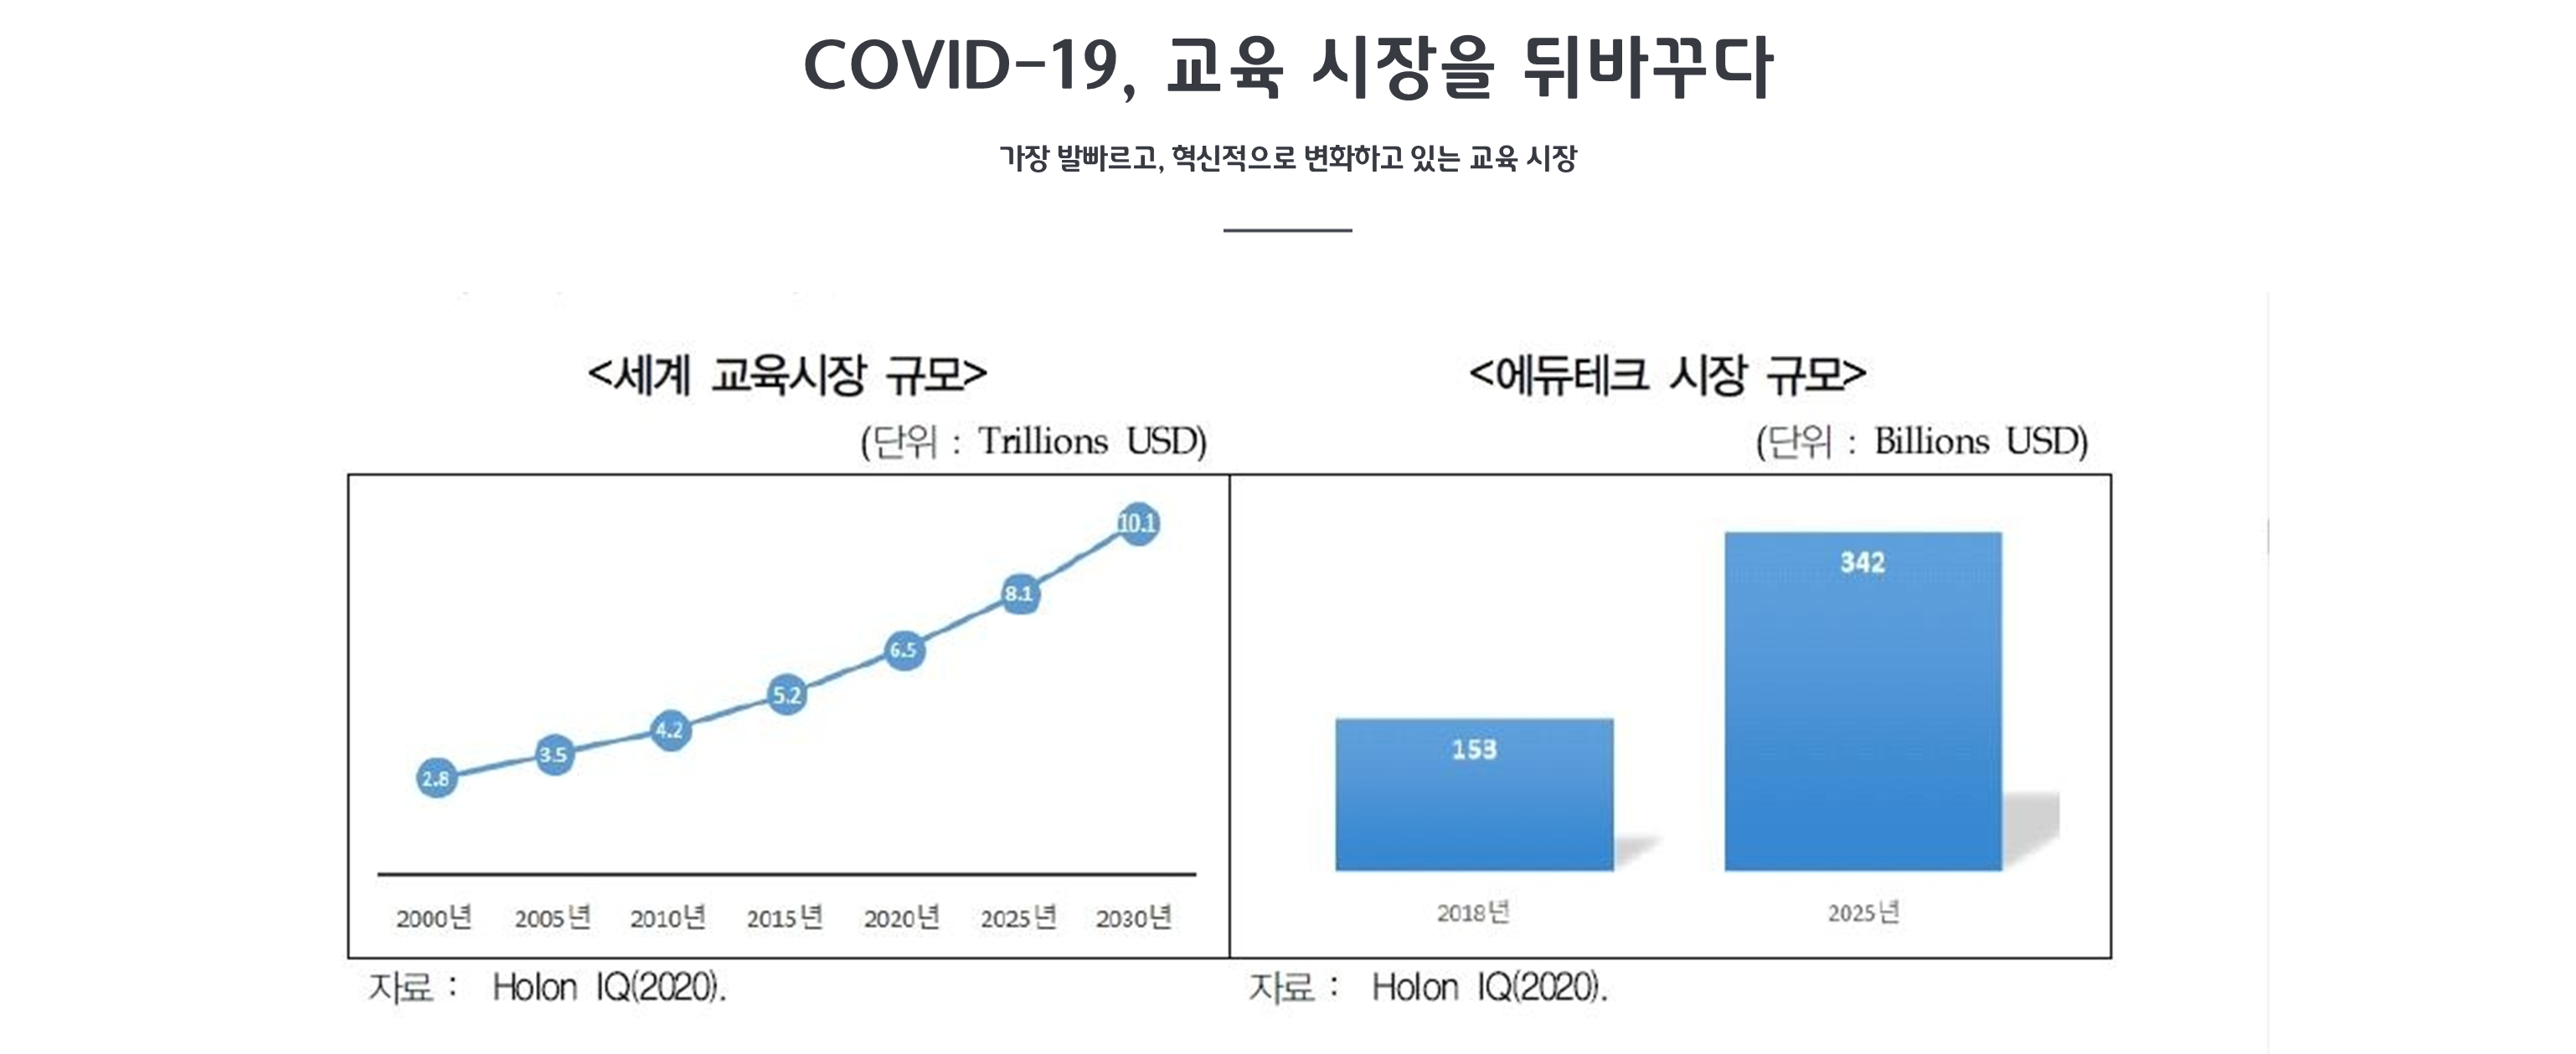 COVID-19, 교육 시장을 뒤바꾸다
가장 발빠르고, 혁신적으로 변화하고 있는 교육 시장
<세계 교육시장 규모>
(단위 : Trillions USD)
10.1
8.1
6.5
5.2
4.2
3.5
2.8
2000년 2005년 2010년 2015년 2020년 2025년 2030년
자료 : Holon IQ(2020).
<에듀테크 시장 규모>
(단위 : Billions USD)
342
153
2018년 2025년
자료 : Holon IQ(2020).